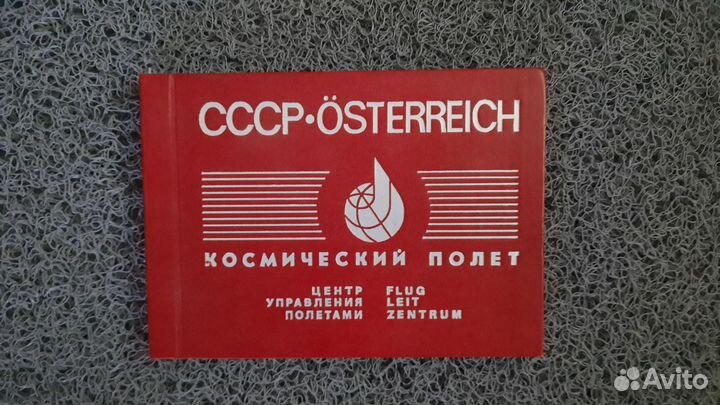 СССР•ÖSTERREICH
КОСМИЧЕСКИЙ ПОЛЕТ
ЦЕНТР FLUG
УПРАВЛЕНИЯ LEIT
ПОЛЕТАМИ ZENTRUM
Avito